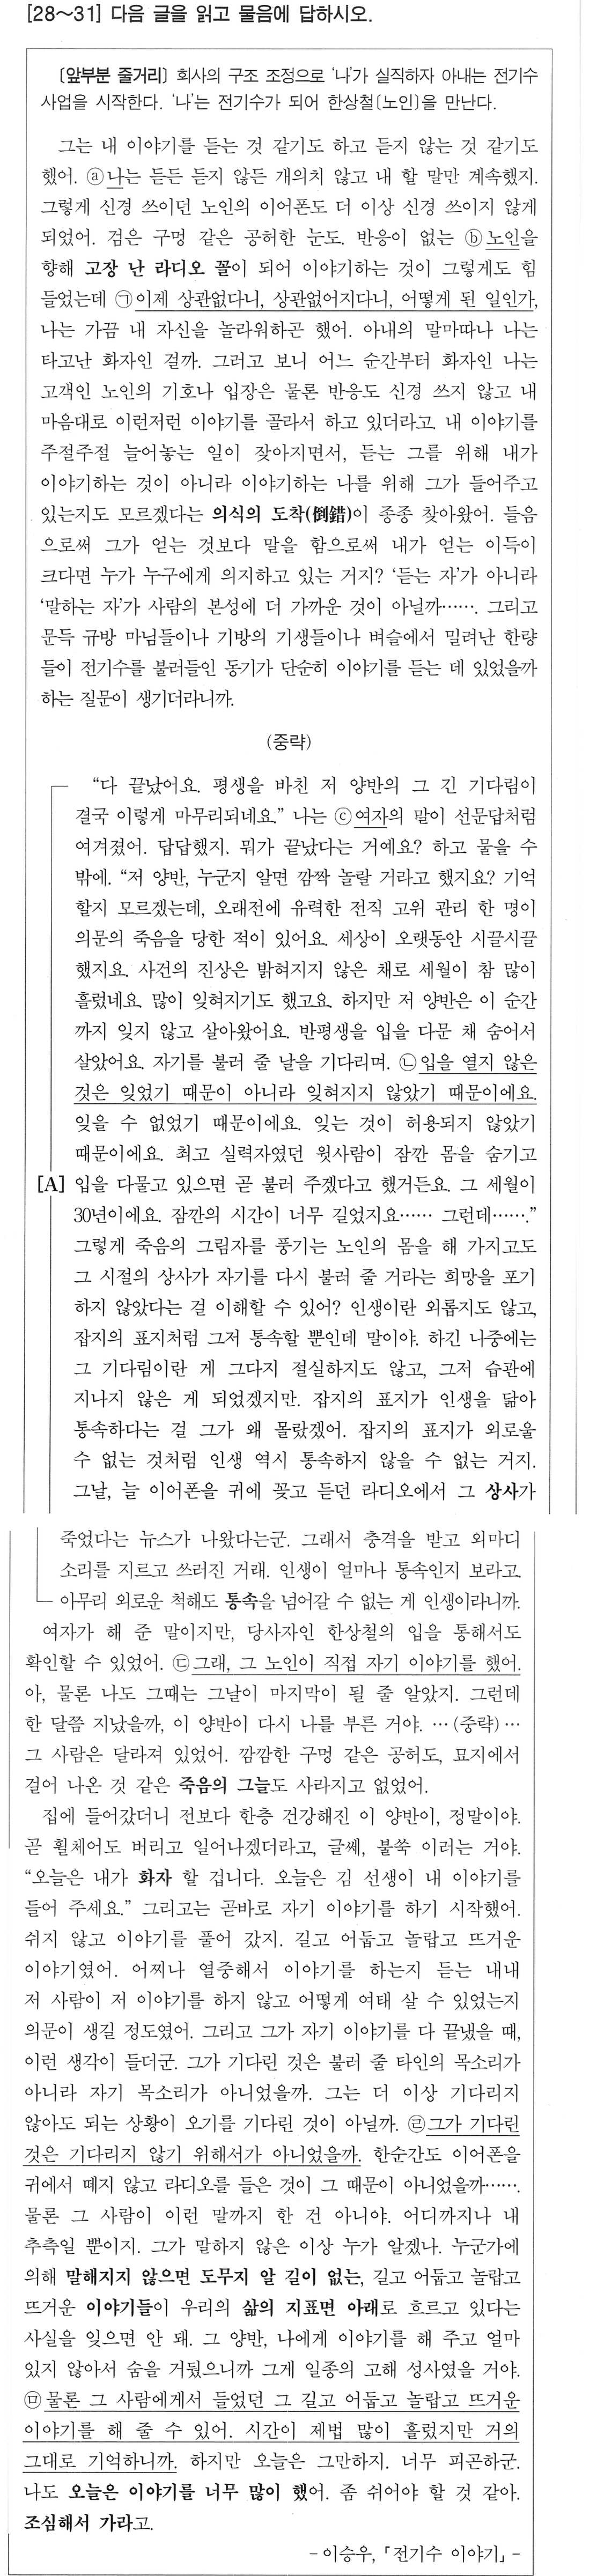 [28～31] 다음 글을 읽고 물음에 답하시오.
〔앞부분 줄거리〕 회사의 구조 조정으로 ‘나’가 실직하자 아내는 전기수
사업을 시작한다. ‘나’는 전기수가 되어 한상철〔노인〕을 만난다.
그는 내 이야기를 듣는 것 같기도 하고 듣지 않는 것 같기도
했어. ⓐ나는 듣든 듣지 않든 개의치 않고 내 할 말만 계속했지.
그렇게 신경 쓰이던 노인의 이어폰도 더 이상 신경 쓰이지 않게
되었어. 검은 구멍 같은 공허한 눈도. 반응이 없는 ⓑ노인을
향해 고장 난 라디오 꼴이 되어 이야기하는 것이 그렇게도 힘
들었는데 ㉠이제 상관없다니, 상관없어지다니, 어떻게 된 일인가,
나는 가끔 내 자신을 놀라워하곤 했어. 아내의 말마따나 나는
타고난 화자인 걸까. 그러고 보니 어느 순간부터 화자인 나는
고객인 노인의 기호나 입장은 물론 반응도 신경 쓰지 않고 내
마음대로 이런저런 이야기를 골라서 하고 있더라고. 내 이야기를
주절주절 늘어놓는 일이 잦아지면서, 듣는 그를 위해 내가
이야기하는 것이 아니라 이야기하는 나를 위해 그가 들어주고
있는지도 모르겠다는 의식의 도착(倒錯)이 종종 찾아왔어. 들음
으로써 그가 얻는 것보다 말을 함으로써 내가 얻는 이득이
크다면 누가 누구에게 의지하고 있는 거지? ‘듣는 자’가 아니라
‘말하는 자’가 사람의 본성에 더 가까운 것이 아닐까……. 그리고
문득 규방 마님들이나 기방의 기생들이나 벼슬에서 밀려난 한량
들이 전기수를 불러들인 동기가 단순히 이야기를 듣는 데 있었을까
하는 질문이 생기더라니까.
(중략)
“다 끝났어요. 평생을 바친 저 양반의 그 긴 기다림이
결국 이렇게 마무리되네요.” 나는 ⓒ여자의 말이 선문답처럼
여겨졌어. 답답했지. 뭐가 끝났다는 거예요? 하고 물을 수
밖에. “저 양반, 누군지 알면 깜짝 놀랄 거라고 했지요? 기억
할지 모르겠는데, 오래전에 유력한 전직 고위 관리 한 명이
의문의 죽음을 당한 적이 있어요. 세상이 오랫동안 시끌시끌
했지요. 사건의 진상은 밝혀지지 않은 채로 세월이 참 많이
흘렀네요. 많이 잊혀지기도 했고요. 하지만 저 양반은 이 순간
까지 잊지 않고 살아왔어요. 반평생을 입을 다문 채 숨어서
살았어요. 자기를 불러 줄 날을 기다리며. ㉡입을 열지 않은
것은 잊었기 때문이 아니라 잊혀지지 않았기 때문이에요.
잊을 수 없었기 때문이에요. 잊는 것이 허용되지 않았기
때문이에요. 최고 실력자였던 윗사람이 잠깐 몸을 숨기고
[A] 입을 다물고 있으면 곧 불러 주겠다고 했거든요. 그 세월이
30년이에요. 잠깐의 시간이 너무 길었지요…… 그런데…….”
그렇게 죽음의 그림자를 풍기는 노인의 몸을 해 가지고도
그 시절의 상사가 자기를 다시 불러 줄 거라는 희망을 포기
하지 않았다는 걸 이해할 수 있어? 인생이란 외롭지도 않고,
잡지의 표지처럼 그저 통속할 뿐인데 말이야. 하긴 나중에는
그 기다림이란 게 그다지 절실하지도 않고, 그저 습관에
지나지 않은 게 되었겠지만. 잡지의 표지가 인생을 닮아
통속하다는 걸 그가 왜 몰랐겠어. 잡지의 표지가 외로울
수 없는 것처럼 인생 역시 통속하지 않을 수 없는 거지.
그날, 늘 이어폰을 귀에 꽂고 듣던 라디오에서 그 상사가
죽었다는 뉴스가 나왔다는군. 그래서 충격을 받고 외마디
소리를 지르고 쓰러진 거래. 인생이 얼마나 통속인지 보라고.
아무리 외로운 척해도 통속을 넘어갈 수 없는 게 인생이라니까.
여자가 해 준 말이지만, 당사자인 한상철의 입을 통해서도
확인할 수 있었어. ㉢그래, 그 노인이 직접 자기 이야기를 했어.
아, 물론 나도 그때는 그날이 마지막이 될 줄 알았지. 그런데
한 달쯤 지났을까, 이 양반이 다시 나를 부른 거야. …(중략)…
그 사람은 달라져 있었어. 깜깜한 구멍 같은 공허도, 묘지에서
걸어 나온 것 같은 죽음의 그늘도 사라지고 없었어.
집에 들어갔더니 전보다 한층 건강해진 이 양반이, 정말이야.
곧 휠체어도 버리고 일어나겠더라고, 글쎄, 불쑥 이러는 거야.
“오늘은 내가 화자 할 겁니다. 오늘은 김 선생이 내 이야기를
들어 주세요.” 그리고는 곧바로 자기 이야기를 하기 시작했어.
쉬지 않고 이야기를 풀어 갔지. 길고 어둡고 놀랍고 뜨거운
이야기였어. 어찌나 열중해서 이야기를 하는지 듣는 내내
저 사람이 저 이야기를 하지 않고 어떻게 여태 살 수 있었는지
의문이 생길 정도였어. 그리고 그가 자기 이야기를 다 끝냈을 때,
이런 생각이 들더군. 그가 기다린 것은 불러 줄 타인의 목소리가
아니라 자기 목소리가 아니었을까. 그는 더 이상 기다리지
않아도 되는 상황이 오기를 기다린 것이 아닐까. ㉣그가 기다린
것은 기다리지 않기 위해서가 아니었을까. 한순간도 이어폰을
귀에서 떼지 않고 라디오를 들은 것이 그 때문이 아니었을까…….
물론 그 사람이 이런 말까지 한 건 아니야. 어디까지나 내
추측일 뿐이지. 그가 말하지 않은 이상 누가 알겠나. 누군가에
의해 말해지지 않으면 도무지 알 길이 없는, 길고 어둡고 놀랍고
뜨거운 이야기들이 우리의 삶의 지표면 아래로 흐르고 있다는
사실을 잊으면 안 돼. 그 양반, 나에게 이야기를 해 주고 얼마
있지 않아서 숨을 거뒀으니까 그게 일종의 고해 성사였을 거야.
㉤물론 그 사람에게서 들었던 그 길고 어둡고 놀랍고 뜨거운
이야기를 해 줄 수 있어. 시간이 제법 많이 흘렀지만 거의
그대로 기억하니까. 하지만 오늘은 그만하지. 너무 피곤하군.
나도 오늘은 이야기를 너무 많이 했어. 좀 쉬어야 할 것 같아.
조심해서 가라고.
- 이승우, 「전기수 이야기」 -